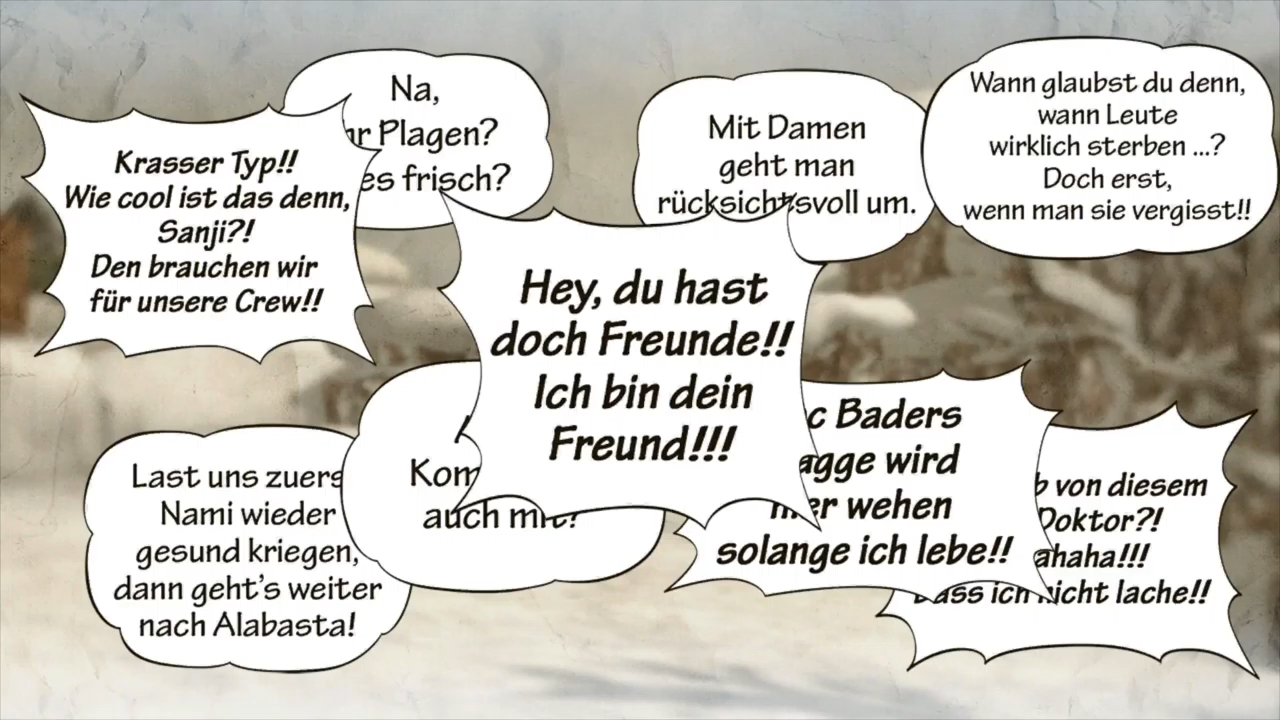 Na,
Plagen?
frisch?
Krasser Typ!!
Wie cool ist das denn,
Sanji?!
Den brauchen wir
für unsere Crew!!
Mit Damen
geht man
rücksichtsvoll um.
Wann glaubst du denn,
wann Leute
wirklich sterben ...?
Doch erst,
wenn man sie vergisst!!
Hey, du hast
doch Freunde!!
Ich bin dein
Freund!!!
Last uns
Nami wieder
gesund kriegen,
dann geht's weiter
nach Alabasta!
auch mit?
Baders
wird
wehen
solange ich lebe!!
von diesem
Doktor?!
Dass ich nicht lache!!